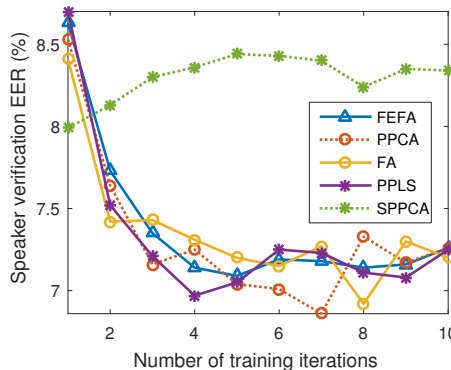 Speaker verification EER (%)
8.5
8
7.5
7
FEFA
PPCA
FA
PPLS
SPPCA
2
4
6
8
10
Number of training iterations